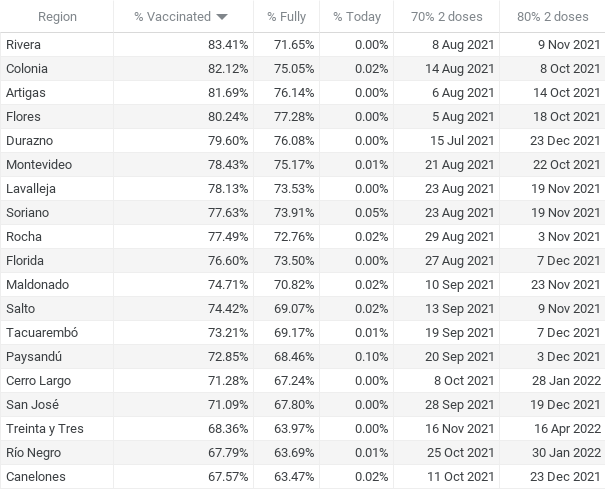 Region % Vaccinated % Fully % Today 70% 2 doses 80% 2 doses
Rivera 83.41% 71.65% 0.00% 8 Aug 2021 9 Nov 2021
Colonia 82.12% 75.05% 0.02% 14 Aug 2021 8 Oct 2021
Artigas 81.69% 76.14% 0.00% 6 Aug 2021 14 Oct 2021
Flores 80.24% 77.28% 0.00% 5 Aug 2021 18 Oct 2021
Durazno 79.60% 76.08% 0.00% 15 Jul 2021 23 Dec 2021
Montevideo 78.43% 75.17% 0.01% 21 Aug 2021 22 Oct 2021
Lavalleja 78.13% 73.53% 0.00% 23 Aug 2021 19 Nov 2021
Soriano 77.63% 73.91% 0.05% 23 Aug 2021 19 Nov 2021
Rocha 77.49% 72.76% 0.02% 29 Aug 2021 3 Nov 2021
Florida 76.60% 73.50% 0.00% 27 Aug 2021 7 Dec 2021
Maldonado 74.71% 70.82% 0.02% 10 Sep 2021 23 Nov 2021
Salto 74.42% 69.07% 0.02% 13 Sep 2021 9 Nov 2021
Tacuarembó 73.21% 69.17% 0.01% 19 Sep 2021 7 Dec 2021
Paysandú 72.85% 68.46% 0.10% 20 Sep 2021 3 Dec 2021
Cerro Largo 71.28% 67.24% 0.00% 8 Oct 2021 28 Jan 2022
San José 71.09% 67.80% 0.00% 28 Sep 2021 19 Dec 2021
Treinta y Tres 68.36% 63.97% 0.00% 16 Nov 2021 16 Apr 2022
Río Negro 67.79% 63.69% 0.01% 25 Oct 2021 30 Jan 2022
Canelones 67.57% 63.47% 0.02% 11 Oct 2021 23 Dec 2021